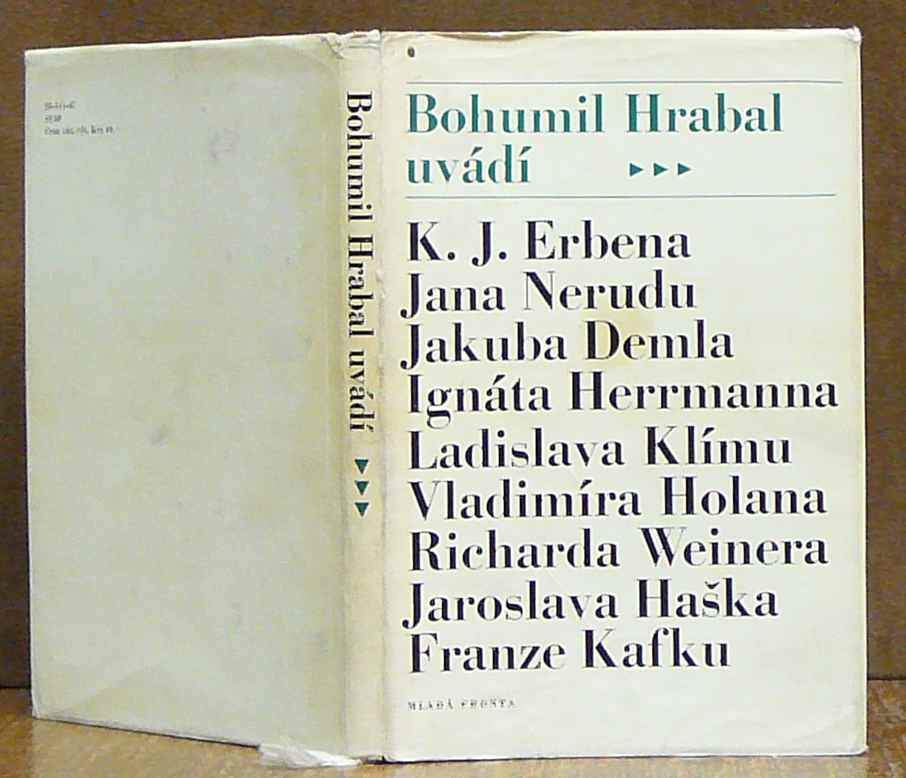 Bohumil Hrabal uvádí
Bohumil Hrabal
uvádí
K. J. Erbena
Jana Nerudu
Jakuba Demla
Ignáta Herrmanna
Ladislava Klímu
Vladimíra Holana
Richarda Weinera
Jaroslava Haška
Franze Kafku
MLADÁ FRONTA